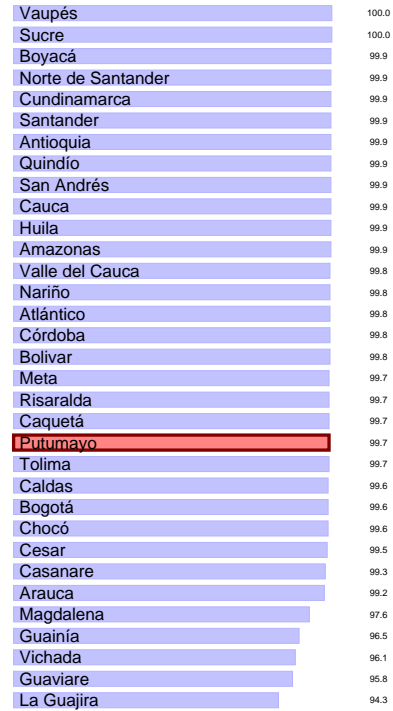 Vaupés 100.0
Sucre 100.0
Boyacá 99.9
Norte de Santander 99.9
Cundinamarca 99.9
Santander 99.9
Antioquia 99.9
Quindío 99.9
San Andrés 99.9
Cauca 99.9
Huila 99.9
Amazonas 99.9
Valle del Cauca 99.8
Nariño 99.8
Atlántico 99.8
Córdoba 99.8
Bolivar 99.8
Meta 99.7
Risaralda 99.7
Caquetá 99.7
Putumayo 99.7
Tolima 99.7
Caldas 99.6
Bogotá 99.6
Chocó 99.6
Cesar 99.5
Casanare 99.3
Arauca 99.2
Magdalena 97.6
Guainía 96.5
Vichada 96.1
Guaviare 95.8
La Guajira 94.3